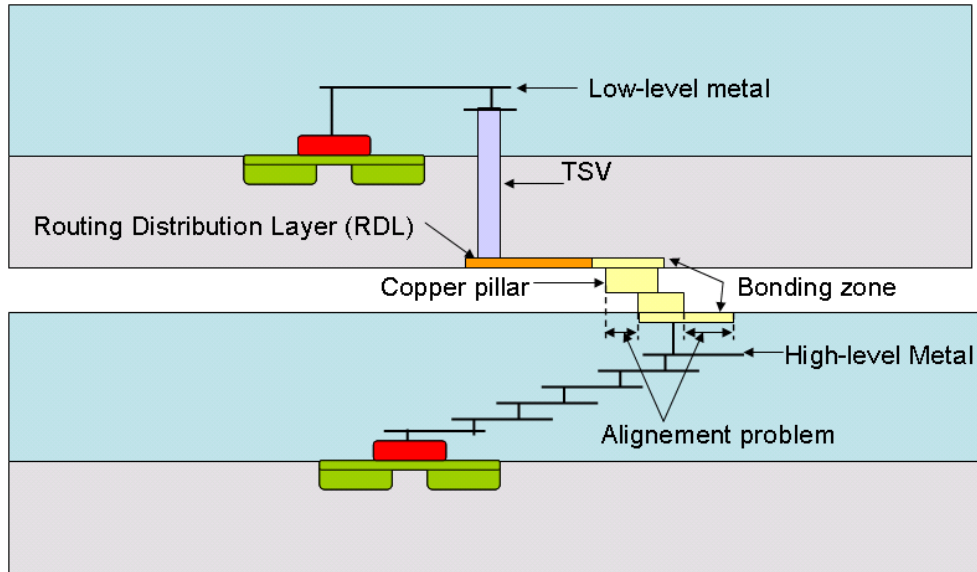 Low-level metal
TSV
Routing Distribution Layer (RDL)
Copper pillar
Bonding zone
High-level Metal
Alignement problem